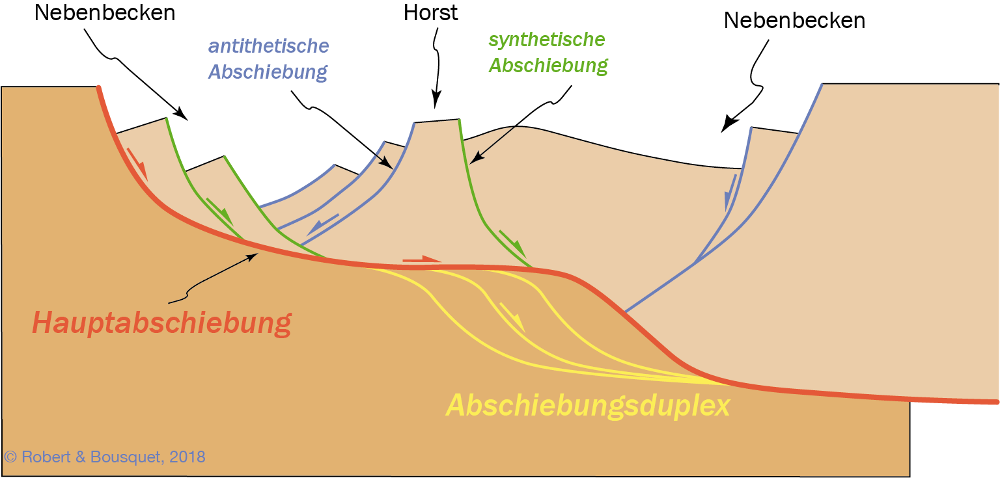 Nebenbecken
Horst
Nebenbecken
antithetische
Abschiebung
synthetische
Abschiebung
Hauptabschiebung
Abschiebungsduplex
© Robert & Bousquet, 2018